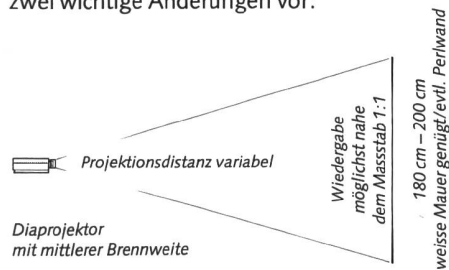 zwei wichtige Änderungen vor:
Projektionsdistanz variabel
Diaprojektor
mit mittlerer Brennweite
Wiedergabe
möglichst nahe
dem Massstab 1:1
180 cm – 200 cm
weisse Mauer genügt/evtl. Perlwand